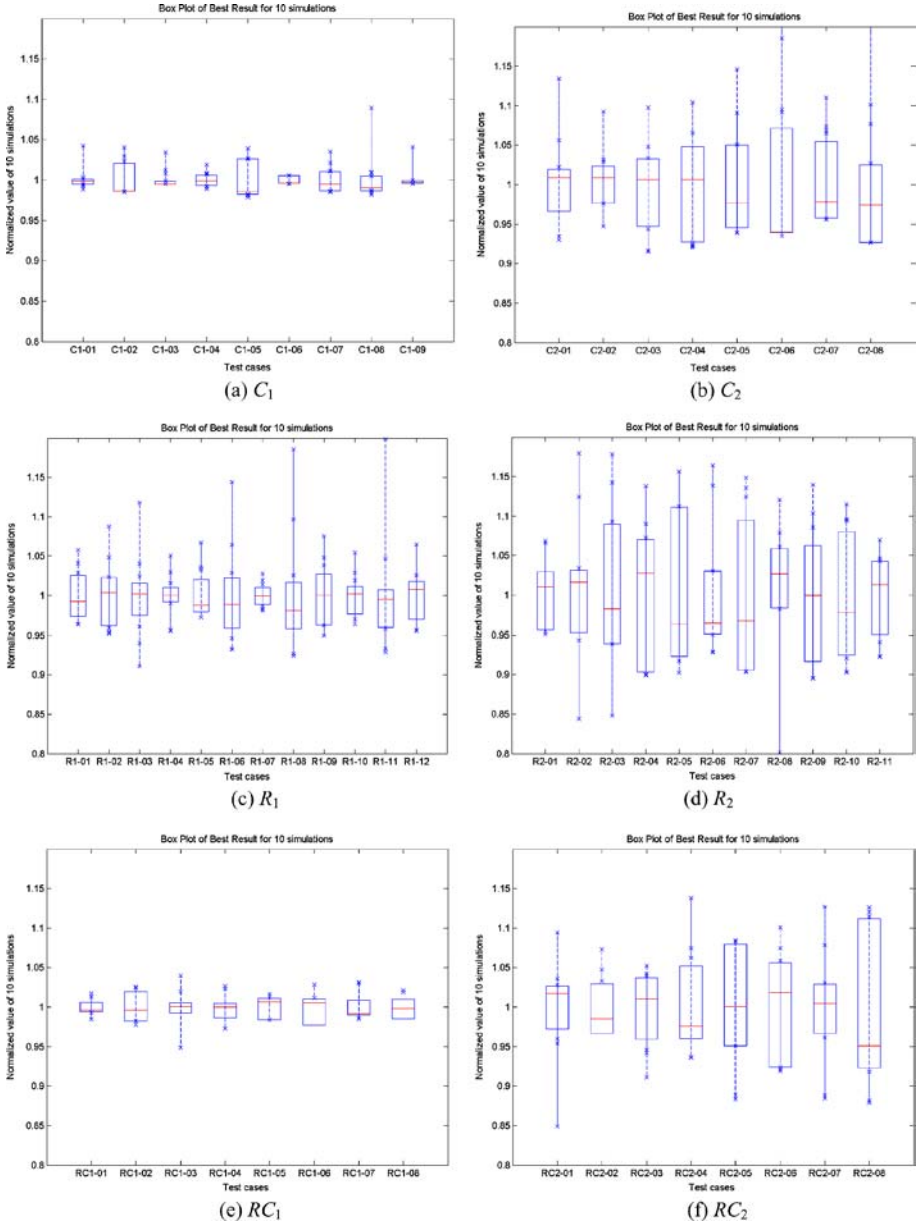 Box Plot of Best Result for 10 simulations
Normalized value of 10 simulations
1.15
1.1
1.05
1
0.95
0.9
0.85
0.8
C1-01 C1-02 C1-03 C1-04 C1-05 C1-06 C1-07 C1-08 C1-09
Test cases
(a) C1
Box Plot of Best Result for 10 simulations
Normalized value of 10 simulations
1.15
1.1
1.05
1
0.95
0.9
0.85
0.8
C2-01 C2-02 C2-03 C2-04 C2-05 C2-06 C2-07 C2-08
Test cases
(b) C2
Box Plot of Best Result for 10 simulations
Normalized value of 10 simulations
1.15
1.1
1.05
1
0.95
0.9
0.85
0.8
R1-01 R1-02 R1-03 R1-04 R1-05 R1-06 R1-07 R1-08 R1-09 R1-10 R1-11 R1-12
Test cases
(c) R1
Box Plot of Best Result for 10 simulations
Normalized value of 10 simulations
1.15
1.1
1.05
1
0.95
0.9
0.85
0.8
R2-01 R2-02 R2-03 R2-04 R2-05 R2-06 R2-07 R2-08 R2-09 R2-10 R2-11
Test cases
(d) R2
Box Plot of Best Result for 10 simulations
Normalized value of 10 simulations
1.15
1.1
1.05
1
0.95
0.9
0.85
0.8
RC1-01 RC1-02 RC1-03 RC1-04 RC1-05 RC1-06 RC1-07 RC1-08
Test cases
(e) RC1
Box Plot of Best Result for 10 simulations
Normalized value of 10 simulations
1.15
1.1
1.05
1
0.95
0.9
0.85
0.8
RC2-01 RC2-02 RC2-03 RC2-04 RC2-05 RC2-06 RC2-07 RC2-08
Test cases
(f) RC2